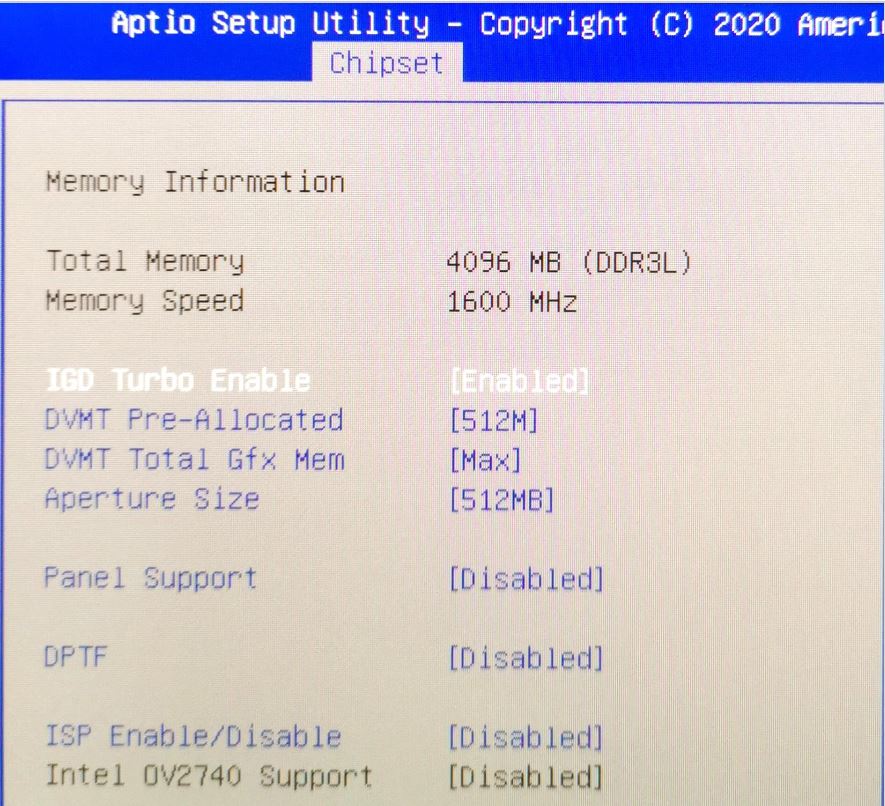 Aptio Setup Utility – Copyright (C) 2020
Chipset
Memory Information
Total Memory 4096 MB (DDR3L)
Memory Speed 1600 MHz
IGD Turbo Enable [Enabled]
DVMT Pre-Allocated [512M]
DVMT Total Gfx Mem [Max]
Aperture Size [512MB]
Panel Support [Disabled]
DPTF [Disabled]
ISP Enable/Disable [Disabled]
Intel OV2740 Support [Disabled]